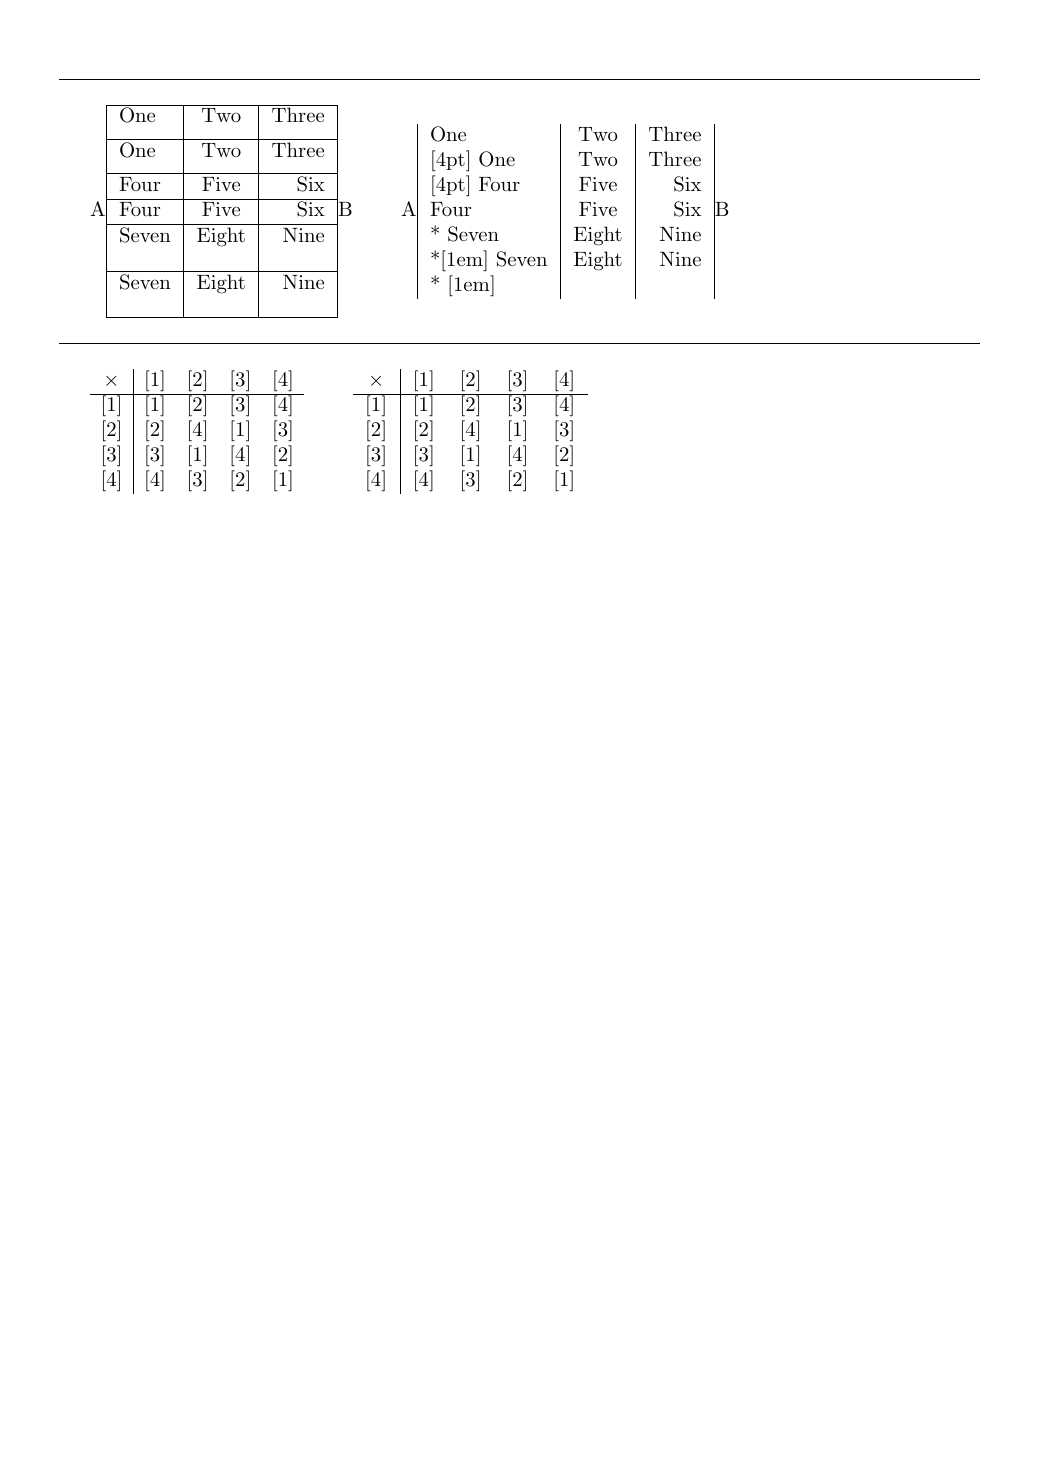 One Two Three
One Two Three
Four Five Six
A Four Five Six B
Seven Eight Nine
Seven Eight Nine
One Two Three
[4pt] One Two Three
[4pt] Four Five Six
A Four Five Six B
* Seven Eight Nine
*[1em] Seven Eight Nine
* [1em]
× [1] [2] [3] [4]
[1] [1] [2] [3] [4]
[2] [2] [4] [1] [3]
[3] [3] [1] [4] [2]
[4] [4] [3] [2] [1]
× [1] [2] [3] [4]
[1] [1] [2] [3] [4]
[2] [2] [4] [1] [3]
[3] [3] [1] [4] [2]
[4] [4] [3] [2] [1]